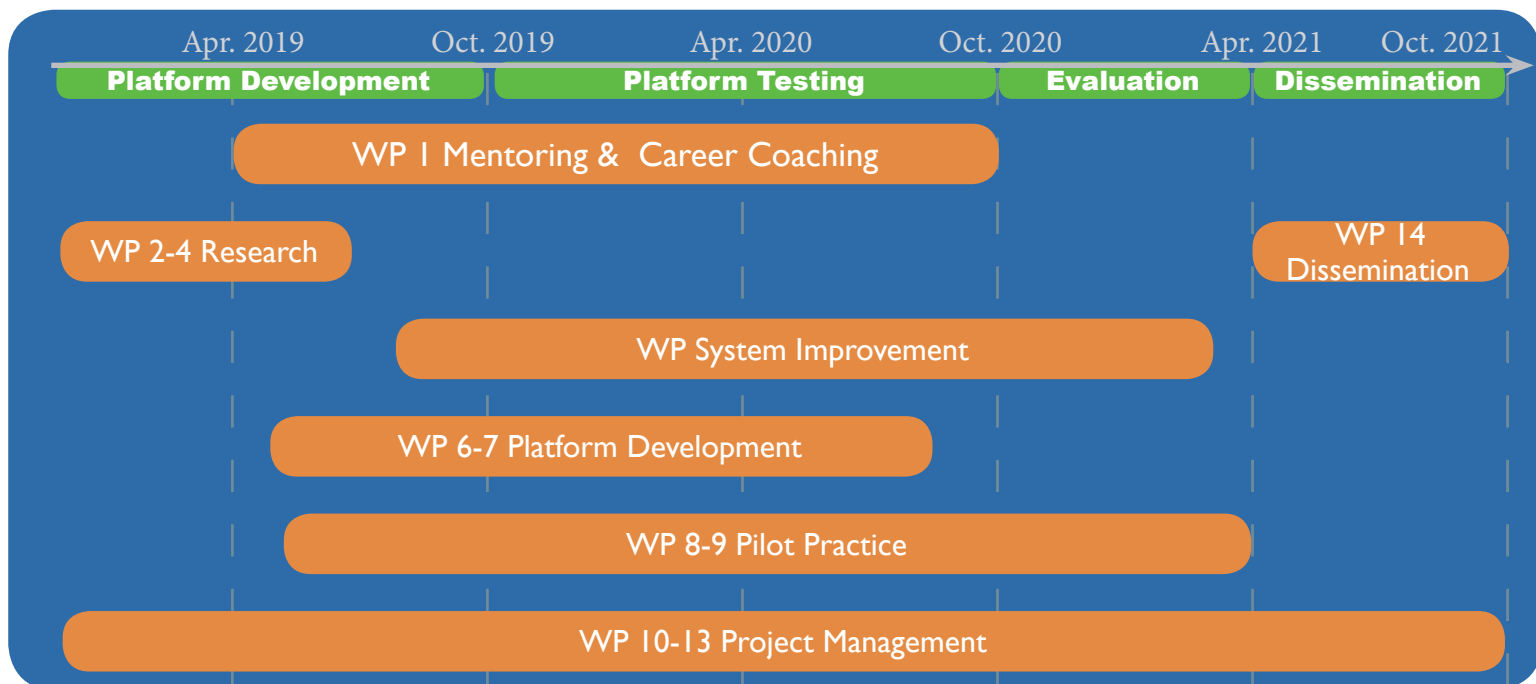 Apr. 2019 Oct. 2019 Apr. 2020 Oct. 2020 Apr. 2021 Oct. 2021
Platform Development Platform Testing Evaluation Dissemination
WP 1 Mentoring & Career Coaching
WP 2-4 Research
WP 14
Dissemination
WP System Improvement
WP 6-7 Platform Development
WP 8-9 Pilot Practice
WP 10-13 Project Management